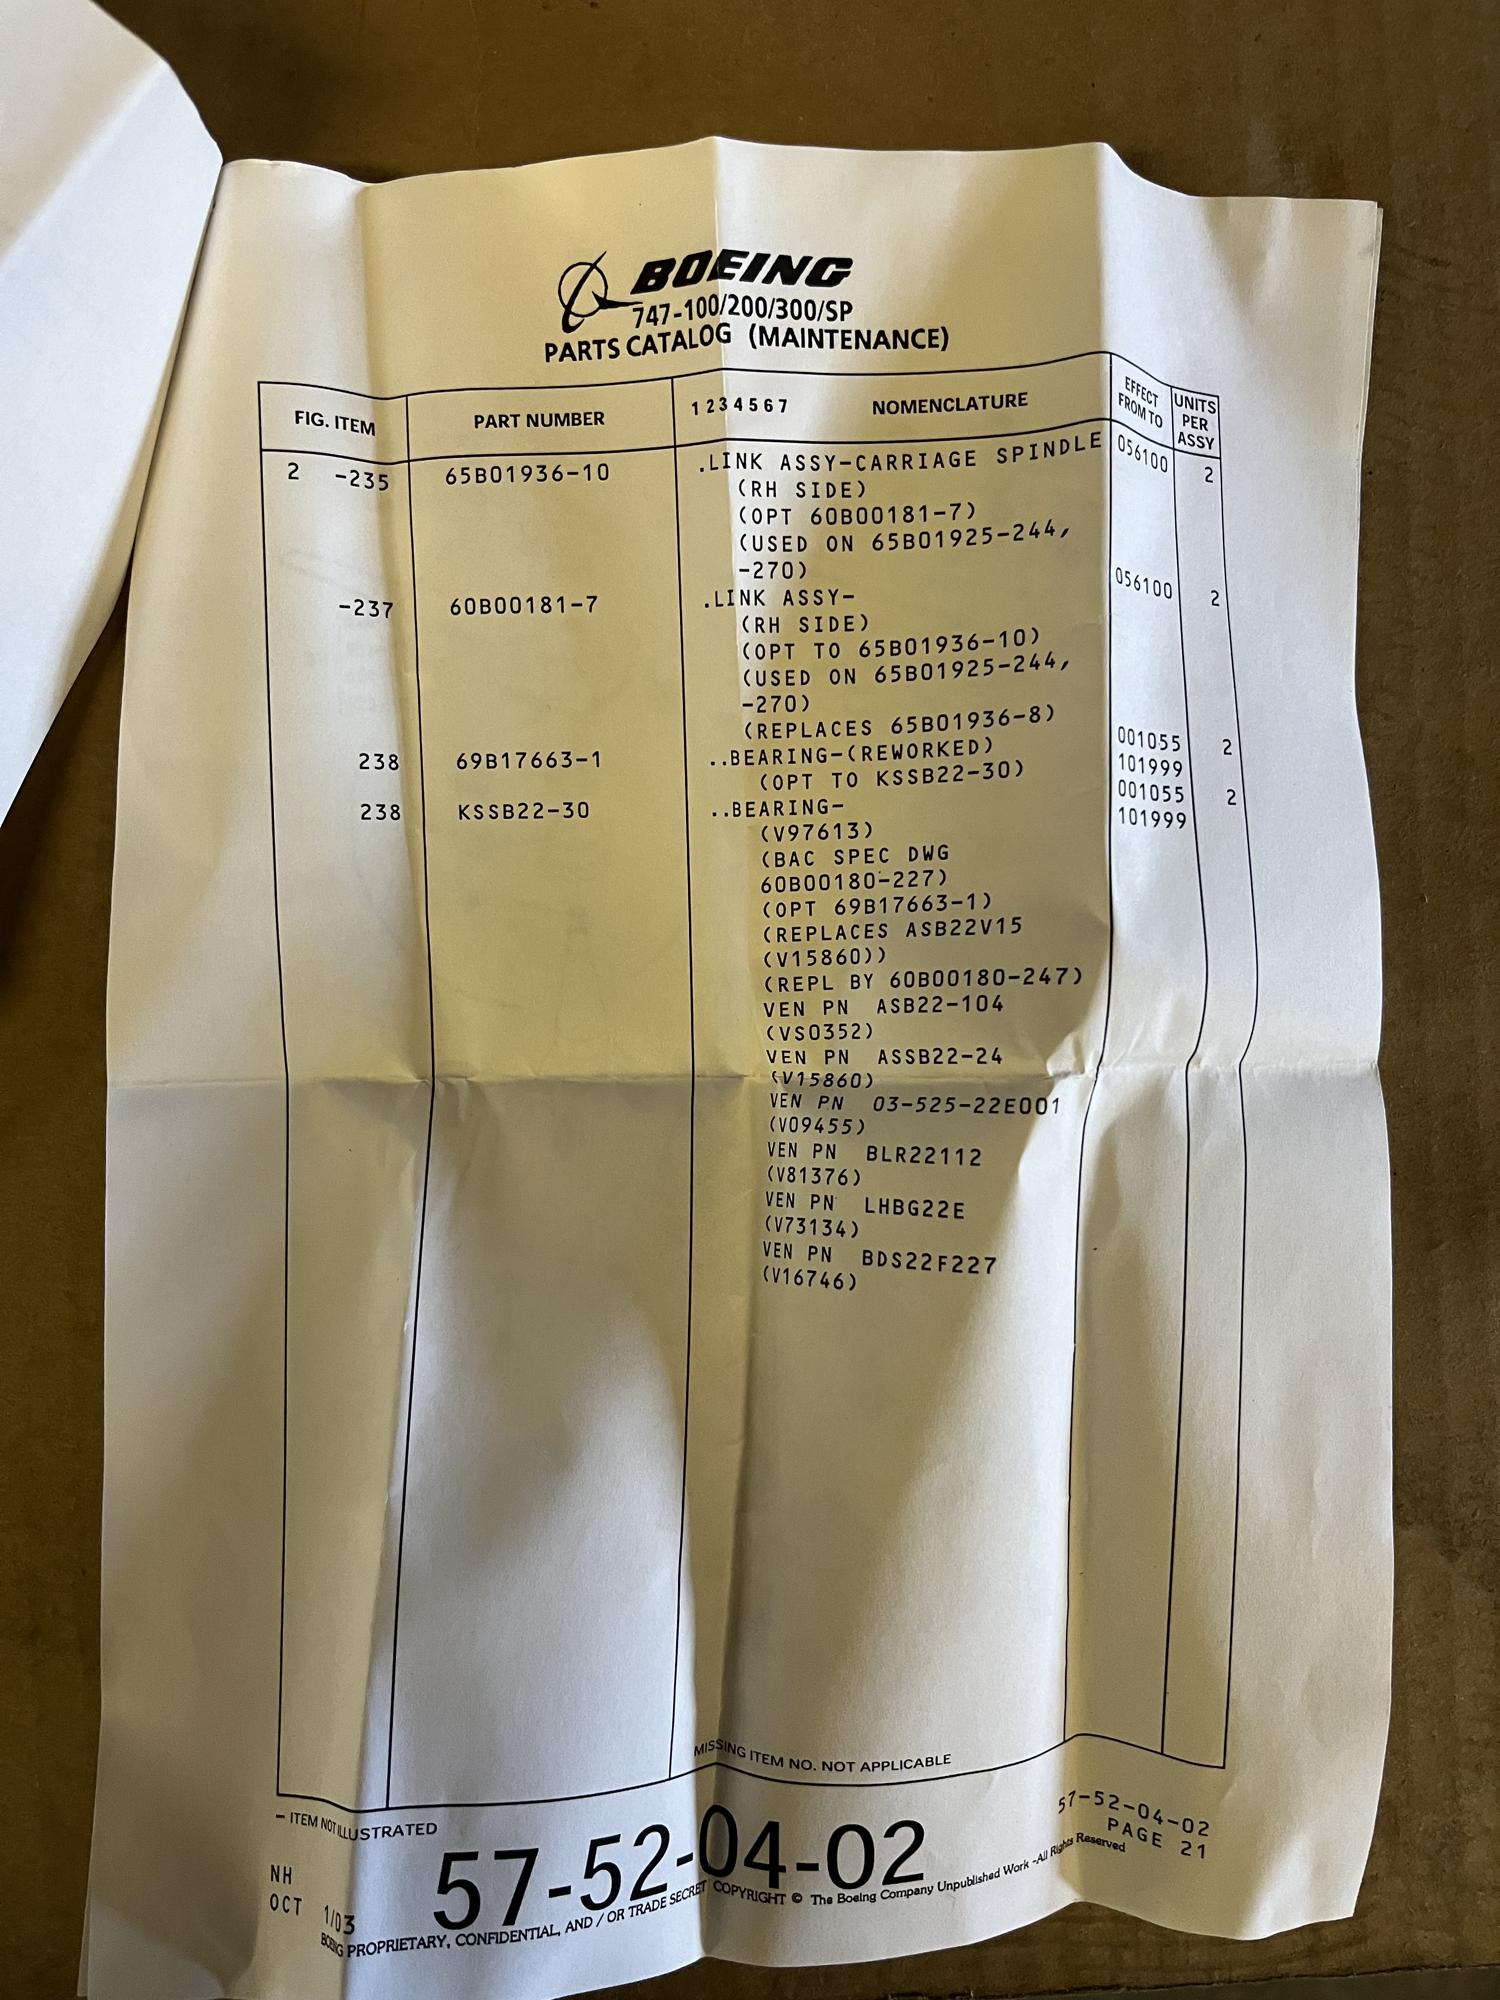 BOEING
747-100/200/300/SP
PARTS CATALOG (MAINTENANCE)
FIG. ITEM PART NUMBER 1 2 3 4 5 6 7 NOMENCLATURE EFFECT FROM TO UNITS PER ASSY
2 -235 65B01936-10 .LINK ASSY-CARRIAGE SPINDLE 056100 2
(RH SIDE)
(OPT 60B00181-7)
(USED ON 65B01925-244,
-270)
-237 60B00181-7 .LINK ASSY- 056100 2
(RH SIDE)
(OPT TO 65B01936-10)
(USED ON 65B01925-244,
-270)
(REPLACES 65B01936-8)
238 69B17663-1 ..BEARING-(REWORKED) 001055 2
(OPT TO KSSB22-30) 101999
238 KSSB22-30 ..BEARING- 001055 2
(V97613) 101999
(BAC SPEC DWG
60B00180-227)
(OPT 69B17663-1)
(REPLACES ASB22V15
(V15860))
(REPL BY 60B00180-247)
VEN PN ASB22-104
(VS0352)
VEN PN ASSB22-24
(V15860)
VEN PN 03-525-22E001
(V09455)
VEN PN BLR22112
(V81376)
VEN PN LHBG22E
(V73134)
VEN PN BDS22F227
(V16746)
MISSING ITEM NO. NOT APPLICABLE
- ITEM NOT ILLUSTRATED
57-52-04-02
57-52-04-02
PAGE 21
NH
OCT 1/03
BOEING PROPRIETARY, CONFIDENTIAL, AND / OR TRADE SECRET COPYRIGHT © The Boeing Company Unpublished Work - All Rights Reserved